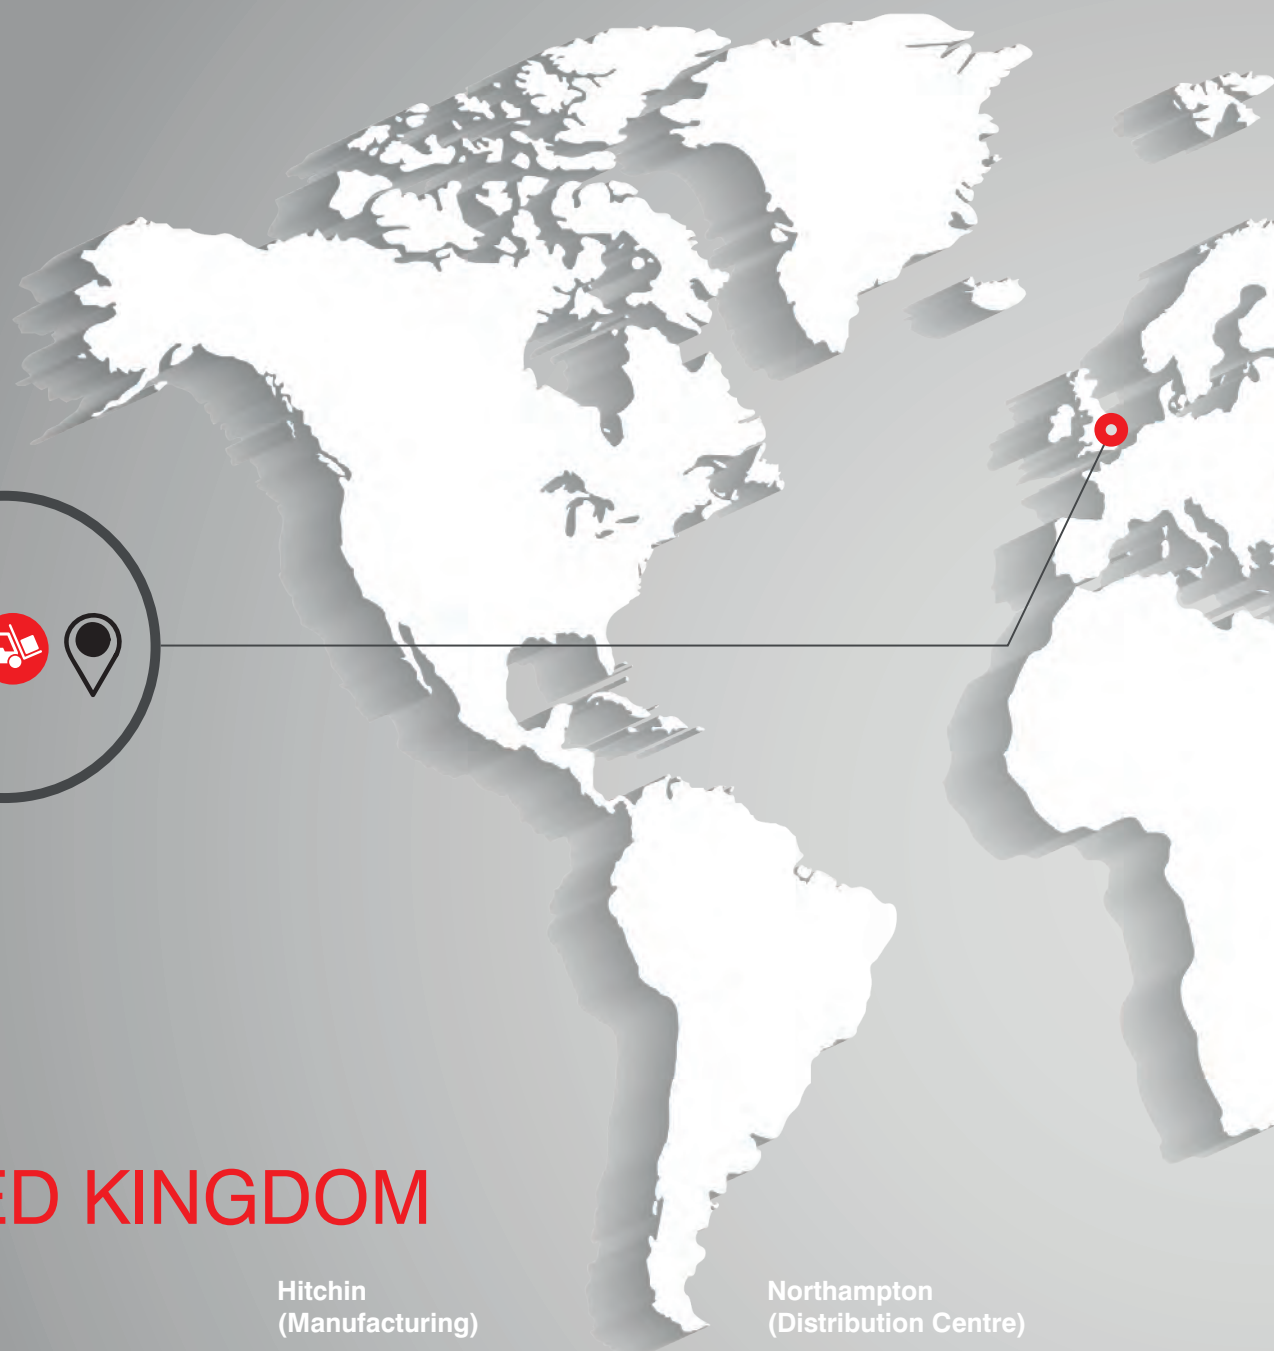 ED KINGDOM
Hitchin
(Manufacturing)
Northampton
(Distribution Centre)